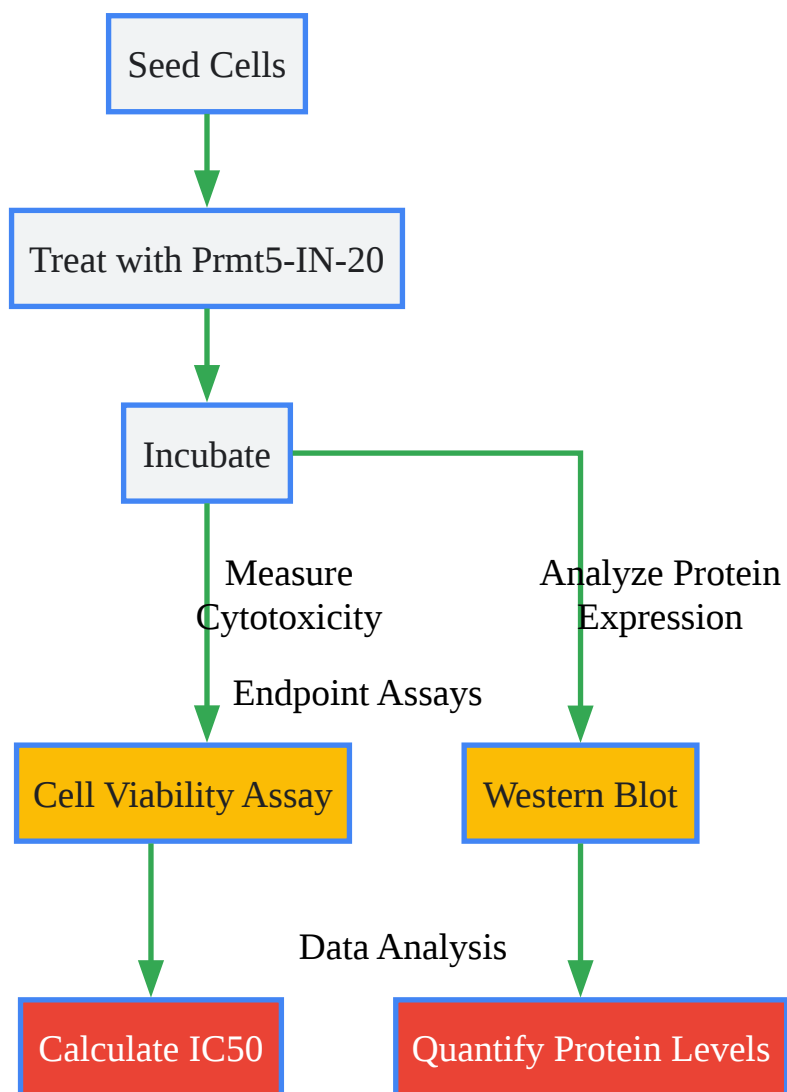 Seed Cells
Treat with Prmt5-IN-20
Incubate
Measure
Cytotoxicity
Analyze Protein
Expression
Endpoint Assays
Cell Viability Assay
Western Blot
Data Analysis
Calculate IC50
Quantify Protein Levels